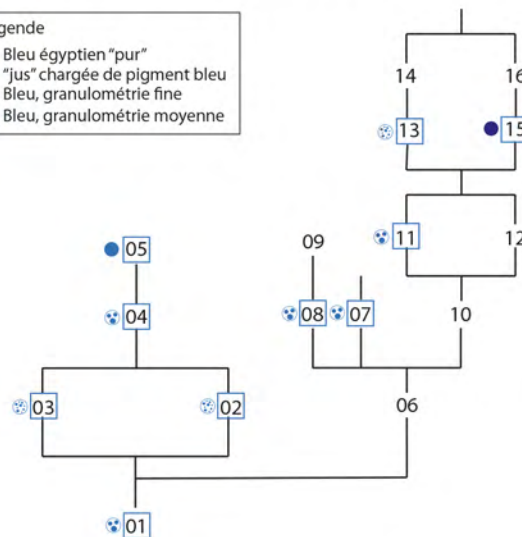 gende
Bleu égyptien "pur"
"jus" chargée de pigment bleu
Bleu, granulométrie fine
Bleu, granulométrie moyenne
14 16
13 15
11 12
05 09
04 08 07 10
03 02 06
01